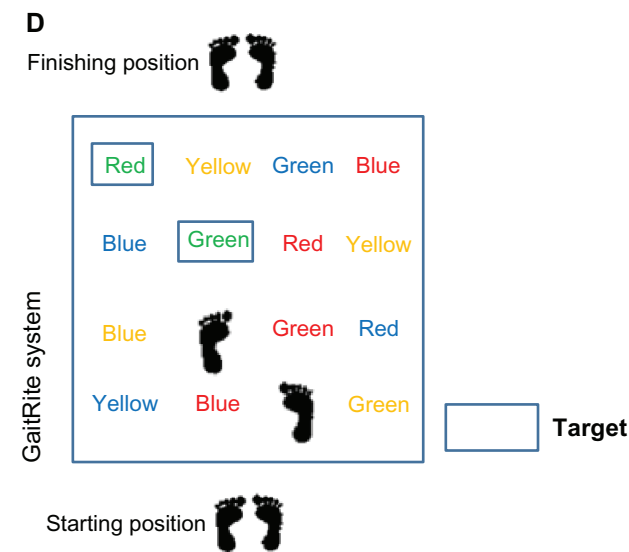 D
Finishing position
Red Yellow Green Blue
Blue Green Red Yellow
Blue Green Red
Yellow Blue Green
GaitRite system
Target
Starting position